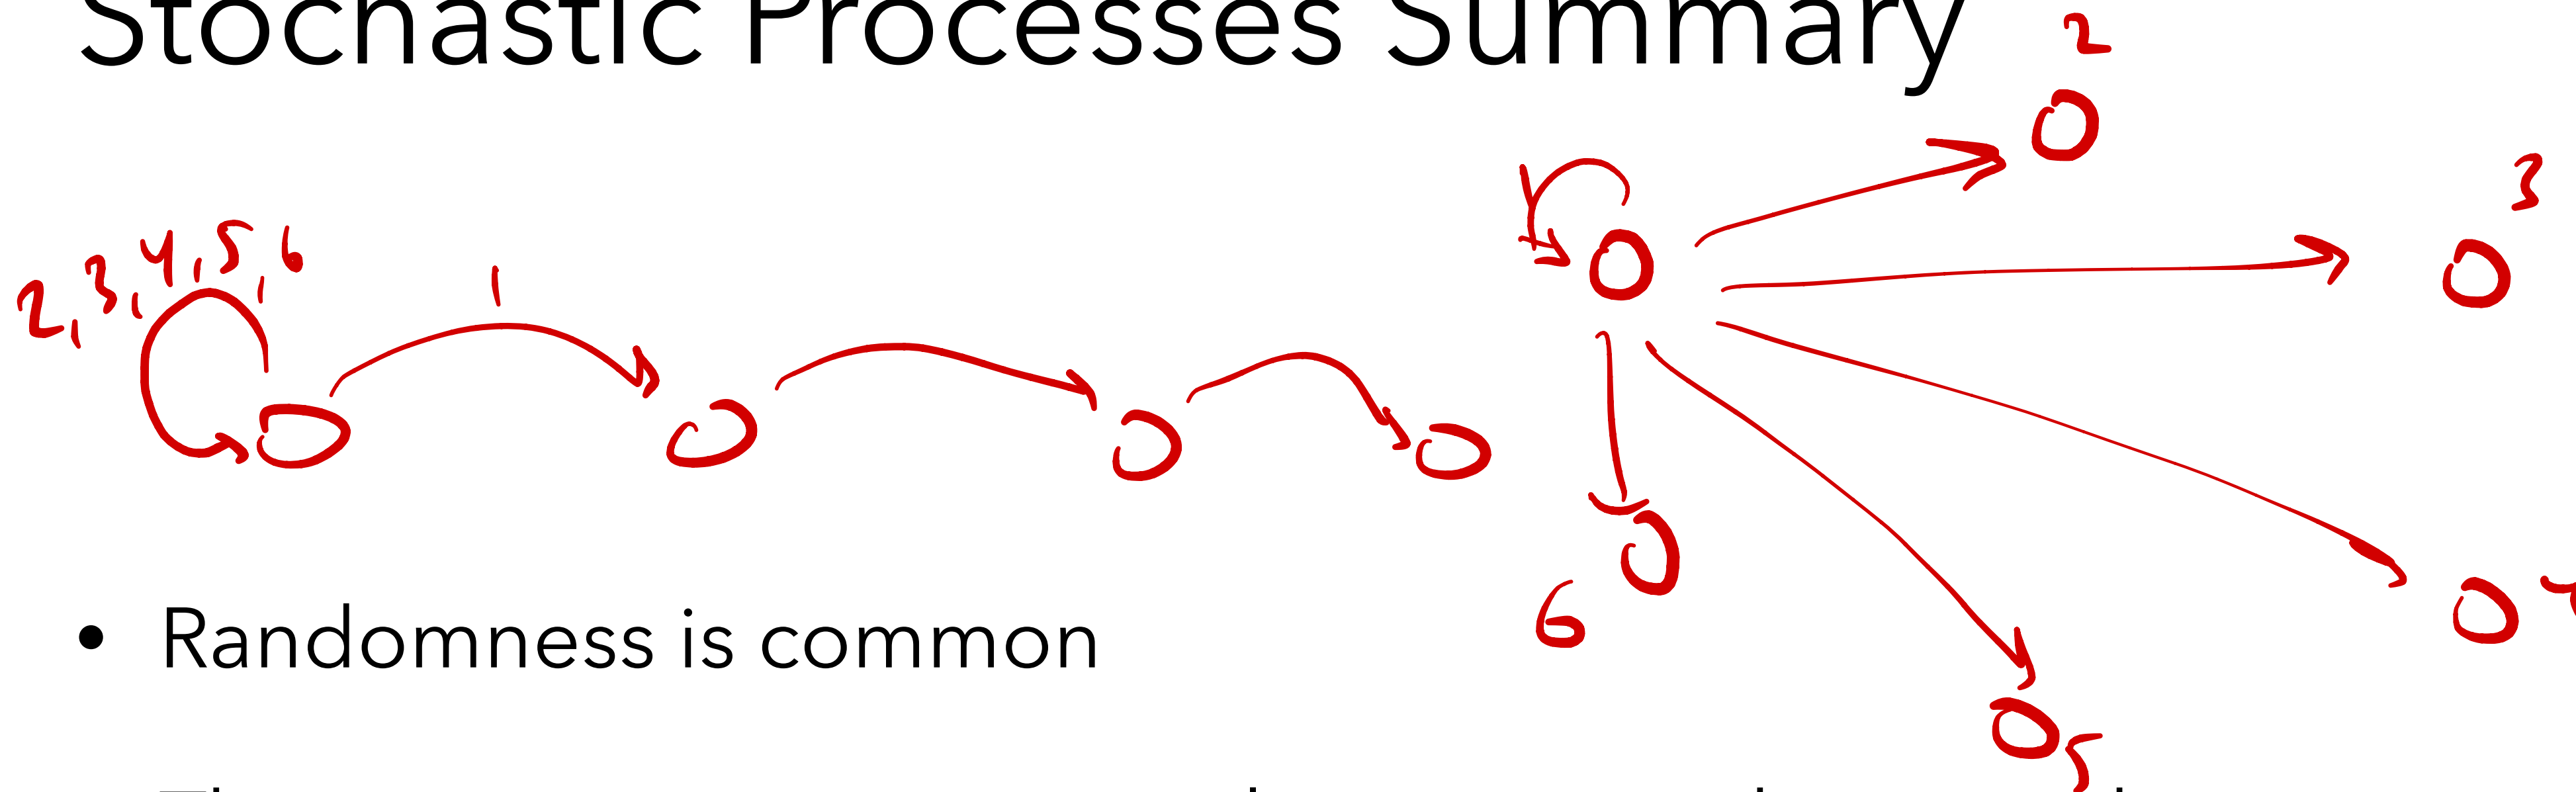 Stochastic Processes Summary
2
3
2, 3, 4, 5, 6
1
6
• Randomness is common
5